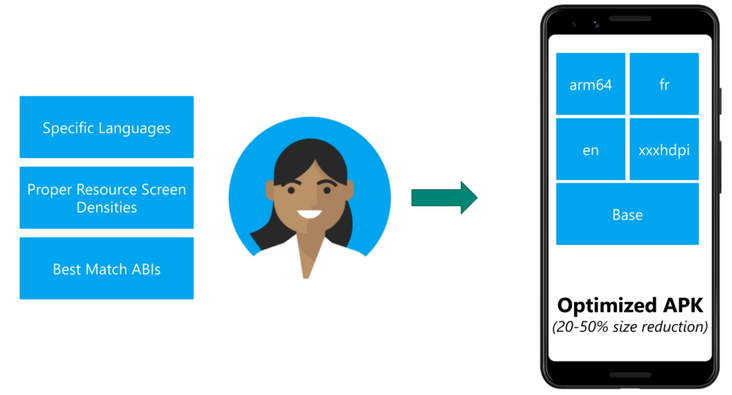 Specific Languages
Proper Resource Screen
Densities
Best Match ABIs
arm64
fr
en
xxxhdpi
Base
Optimized APK
(20-50% size reduction)